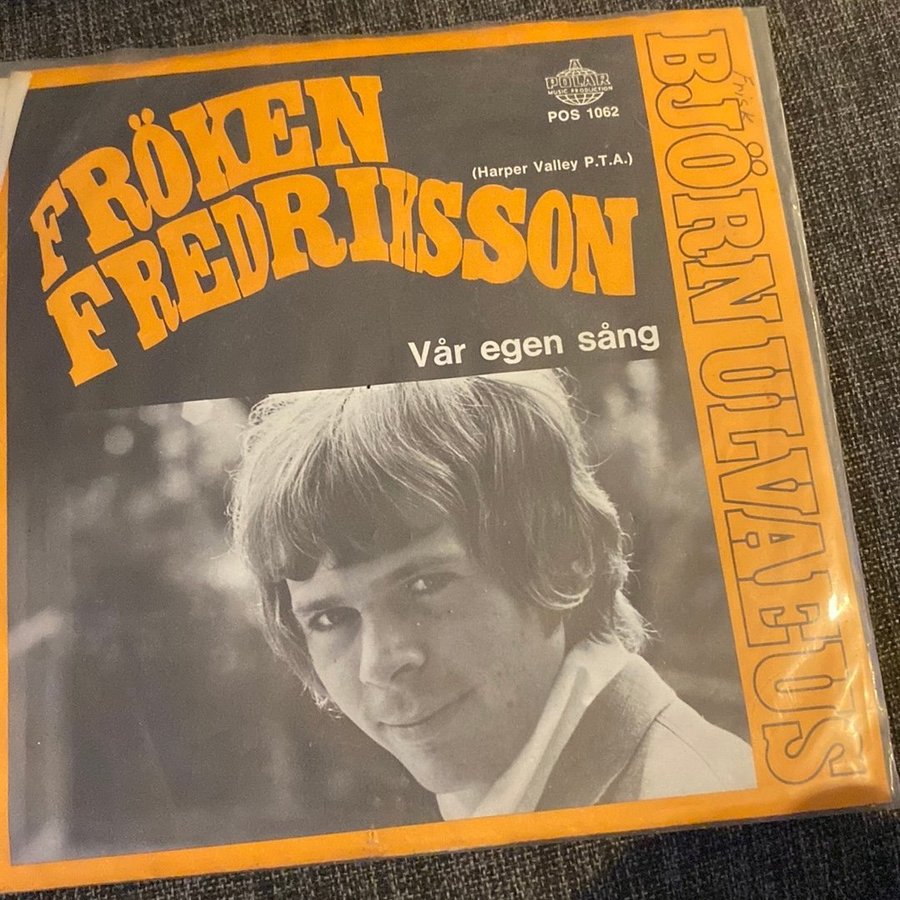 FRÖKEN
FREDRIKSSON
(Harper Valley P.T.A.)
POLAR
MUSIC PRODUCTION
POS 1062
Vår egen sång
BJÖRN ULVAEUS